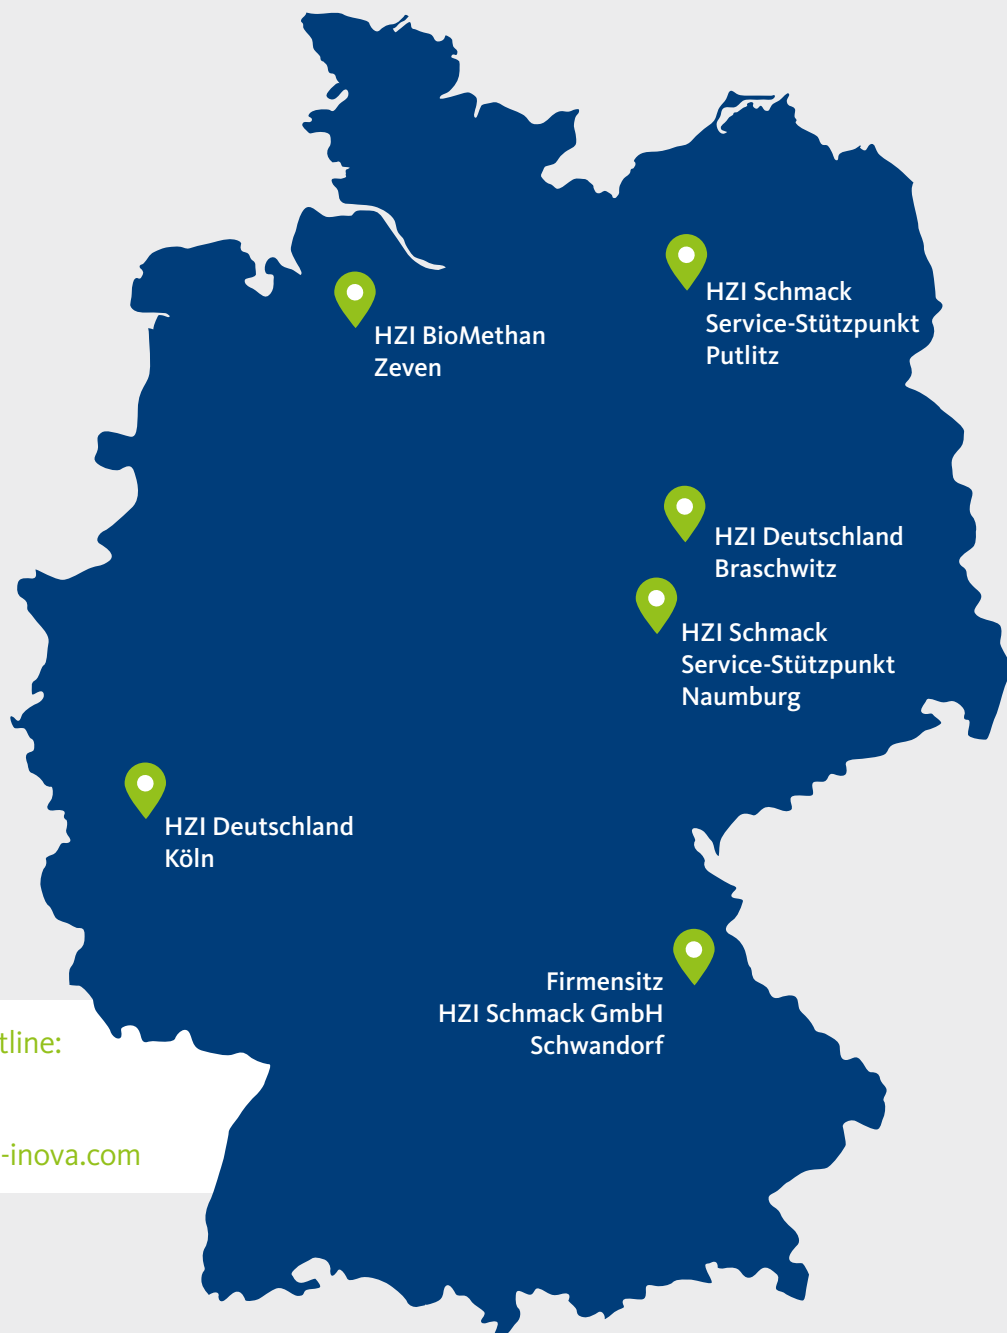 HZI Schmack
Service-Stützpunkt
Putlitz
HZI BioMethan
Zeven
HZI Deutschland
Braschwitz
HZI Schmack
Service-Stützpunkt
Naumburg
HZI Deutschland
Köln
Firmensitz
HZI Schmack GmbH
Schwandorf
tline:
-inova.com